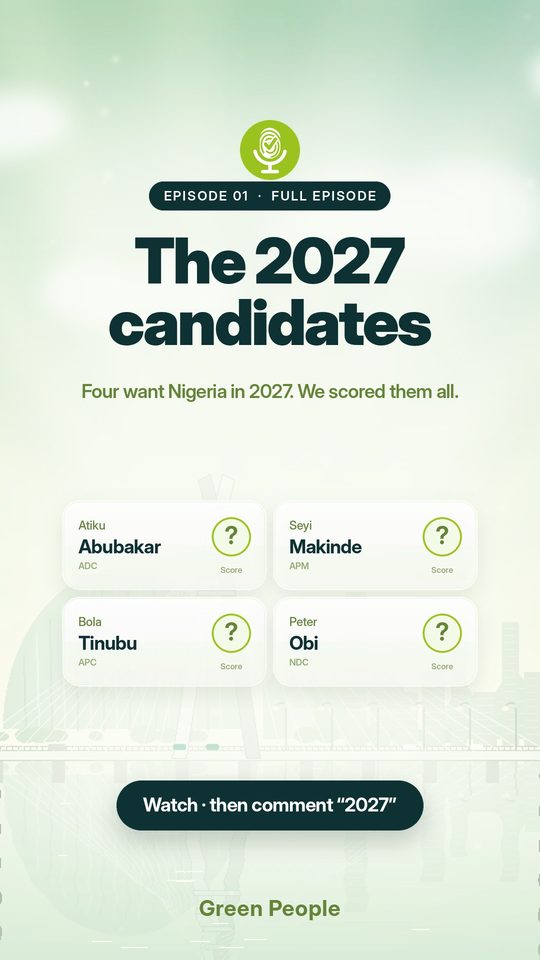 EPISODE 01 · FULL EPISODE
The 2027
candidates
Four want Nigeria in 2027. We scored them all.
Atiku
Abubakar
ADC
?
Score
Seyi
Makinde
APM
?
Score
Bola
Tinubu
APC
?
Score
Peter
Obi
NDC
?
Score
Watch · then comment “2027”
Green People